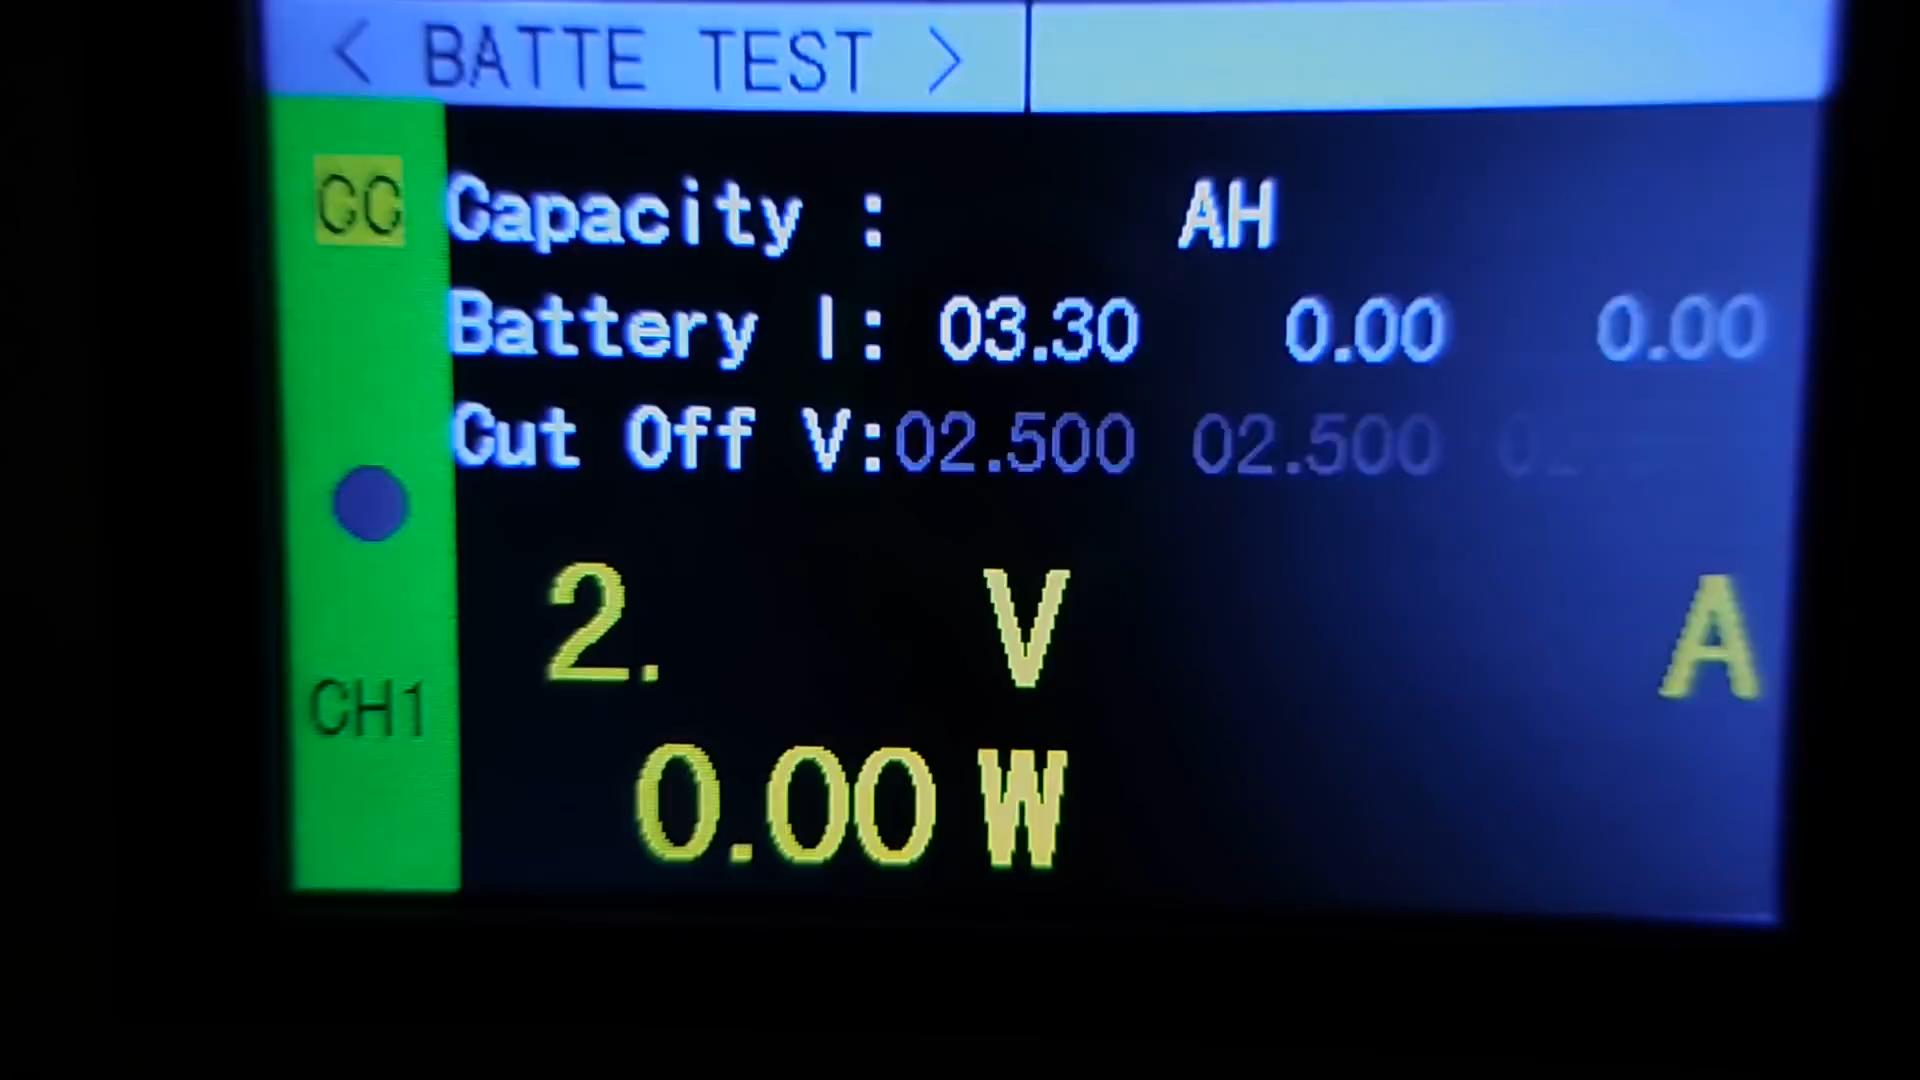 < BATTE TEST >
CC
Capacity : AH
Battery I: 03.30 0.00 0.00
Cut Off V:02.500 02.500
2. V A
CH1
0.00 W